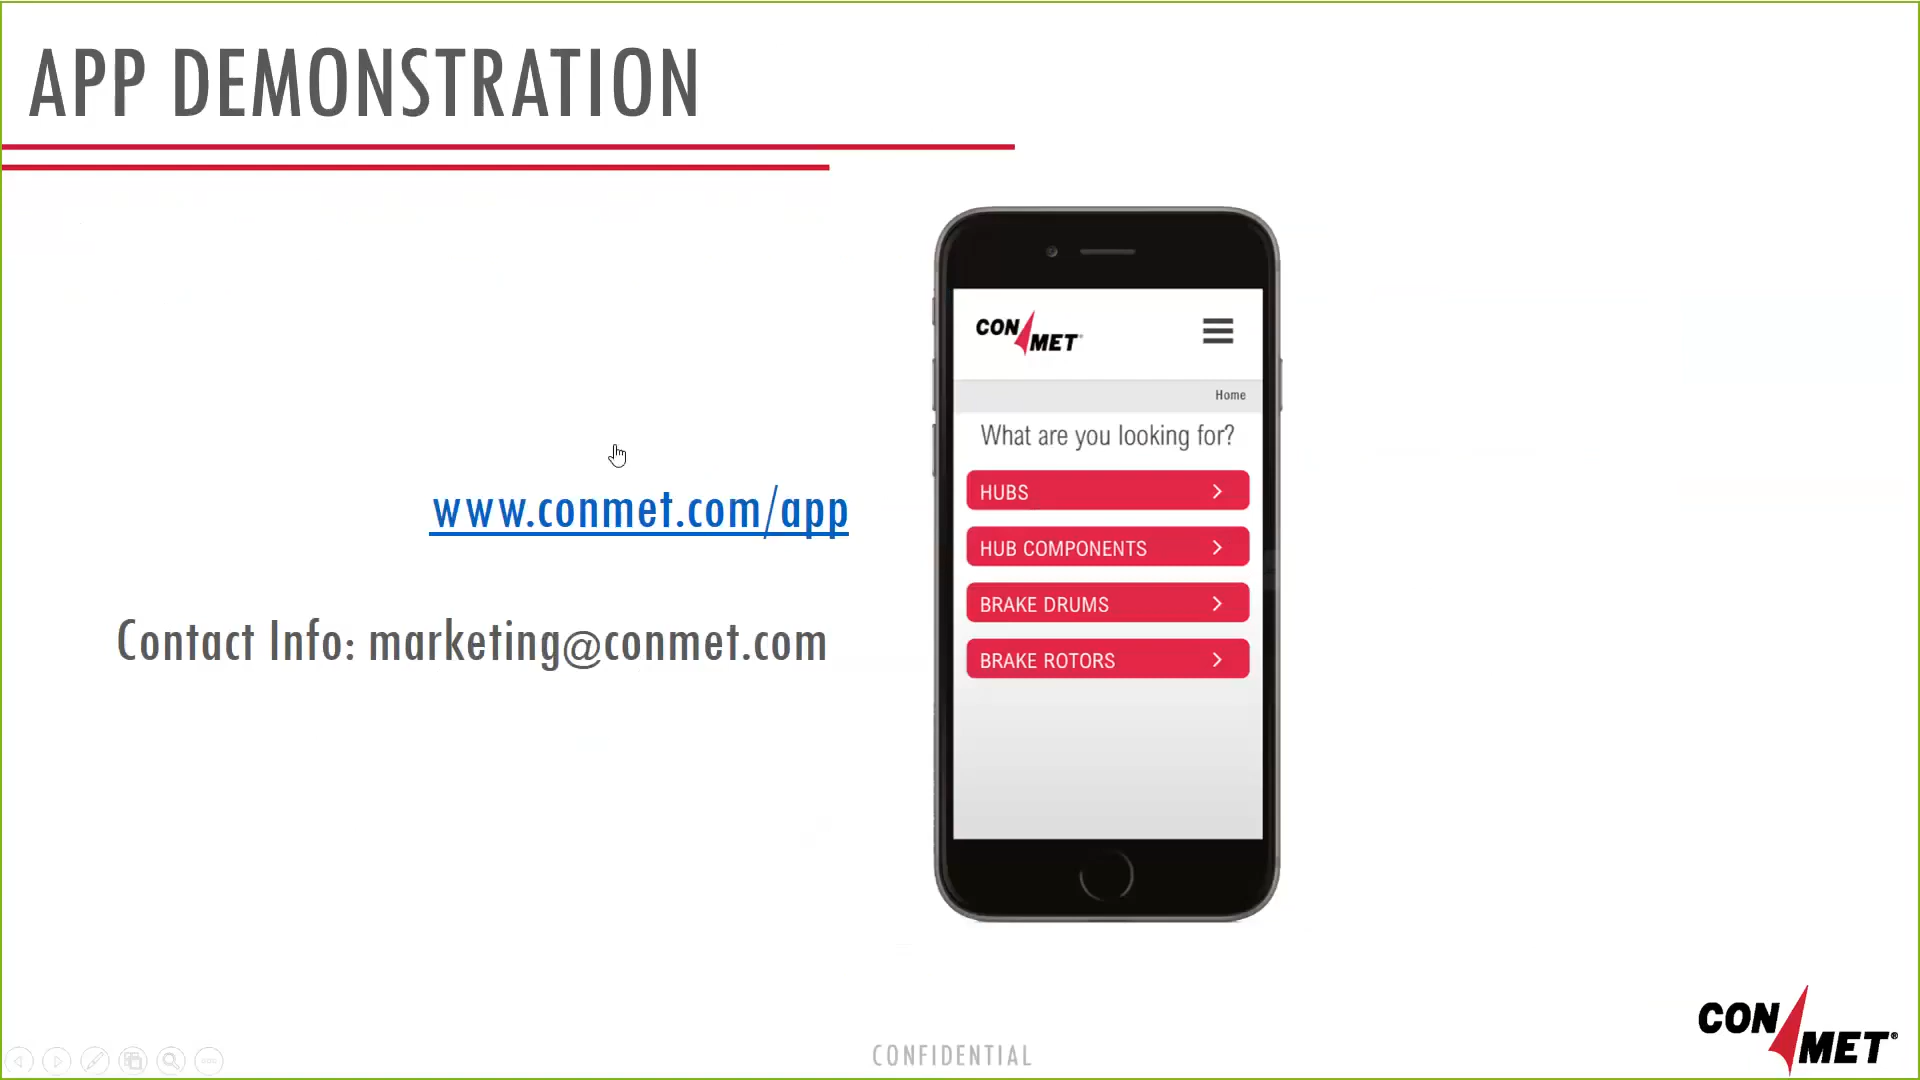 APP DEMONSTRATION
CON MET®
Home
What are you looking for?
HUBS
HUB COMPONENTS
BRAKE DRUMS
BRAKE ROTORS
www.conmet.com/app
Contact Info: marketing@conmet.com
CONFIDENTIAL
CON MET®